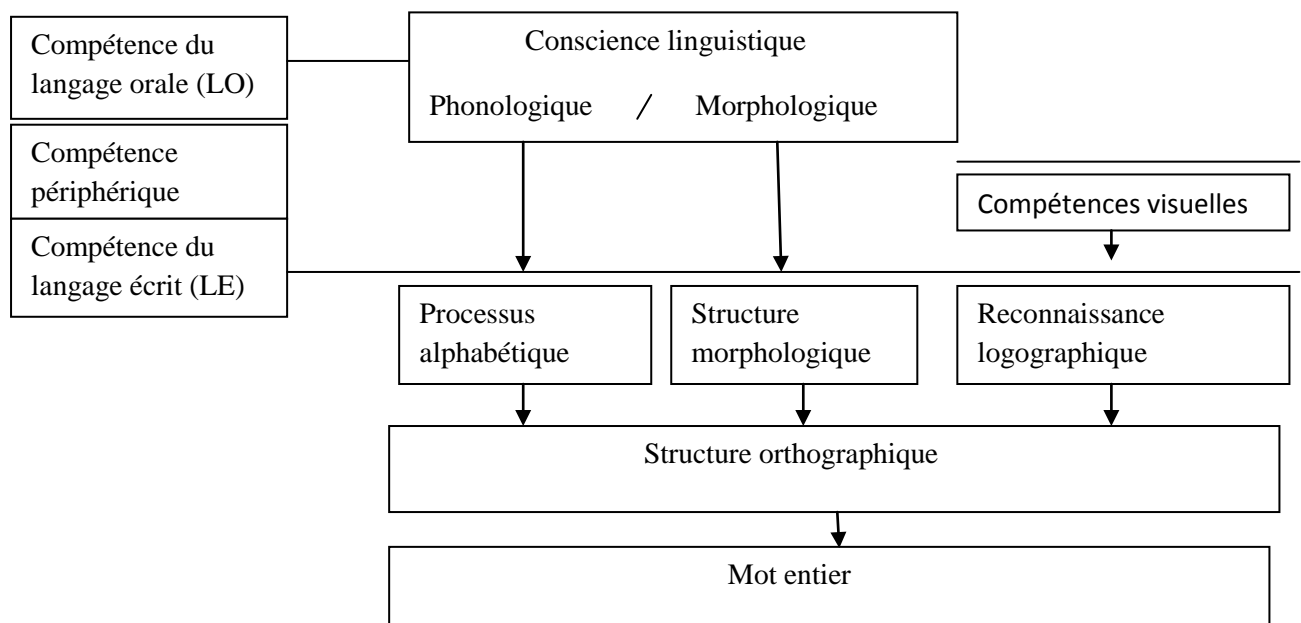 Compétence du
langage orale (LO)
Conscience linguistique
Phonologique / Morphologique
Compétence
périphérique
Compétences visuelles
Compétence du
langage écrit (LE)
Processus
alphabétique
Structure
morphologique
Reconnaissance
logographique
Structure orthographique
Mot entier